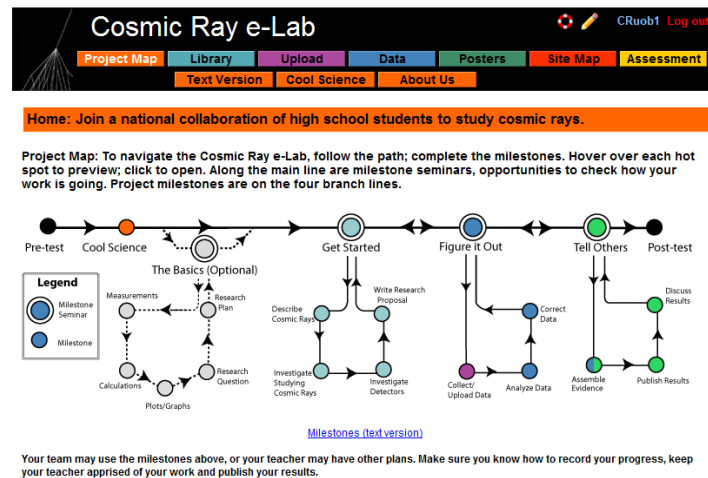 Cosmic Ray e-Lab
CRuob1 Log out
Project Map Library Upload Data Posters Site Map Assessment
Text Version Cool Science About Us
Home: Join a national collaboration of high school students to study cosmic rays.
Project Map: To navigate the Cosmic Ray e-Lab, follow the path; complete the milestones. Hover over each hot
spot to preview; click to open. Along the main line are milestone seminars, opportunities to check how your
work is going. Project milestones are on the four branch lines.
Pre-test
Cool Science
The Basics (Optional)
Get Started
Figure it Out
Tell Others
Post-test
Legend
Milestone
Seminar
Milestone
Measurements
Research
Plan
Calculations
Plots/Graphs
Research
Question
Describe
Cosmic Rays
Write Research
Proposal
Investigate
Studying
Cosmic Rays
Investigate
Detectors
Correct
Data
Collect/
Upload Data
Analyze Data
Discuss
Results
Assemble
Evidence
Publish Results
Milestones (text version)
Your team may use the milestones above, or your teacher may have other plans. Make sure you know how to record your progress, keep
your teacher apprised of your work and publish your results.